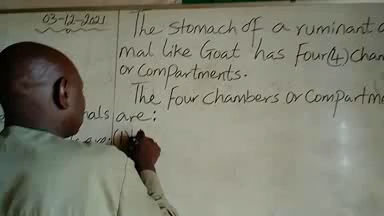 03-12-2021
The stomach of a ruminant
mal like Goat has Four(4) Cham
or Compartments.
The Four Chambers or Compartme
nals are:
(1)